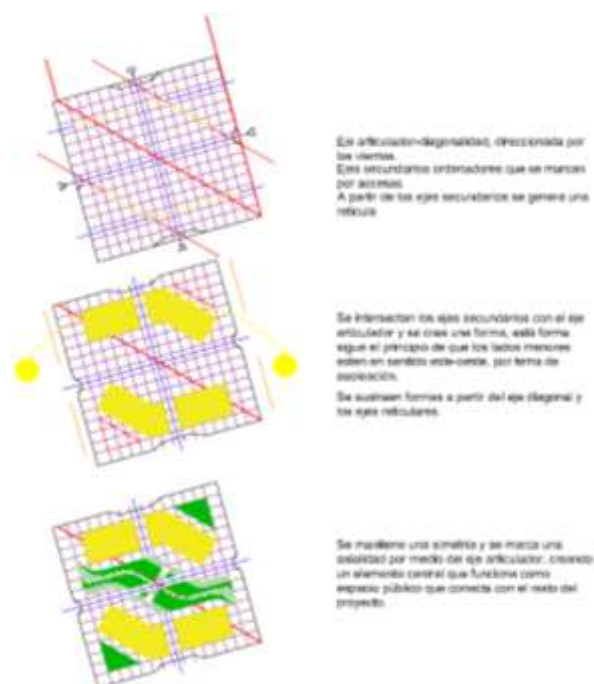 Eje articulador-diagonalidad, direccionada por
los vientos.
Ejes secundarios ordenadores que se marcan
por accesos.
A partir de los ejes secundarios se genera una
retícula
Se intersectan los ejes secundarios con el eje
articulador y se crea una forma, está forma
sigue el principio de que los lados menores
esten en sentido este-oeste, por tema de
asoleación.
Se sustraen formas a partir del eje diagonal y
los ejes reticulares.
Se mantiene una simetría y se marca una
axialidad por medio del eje articulador, creando
un elemento central que funciona como
espacio público que conecta con el resto del
proyecto.